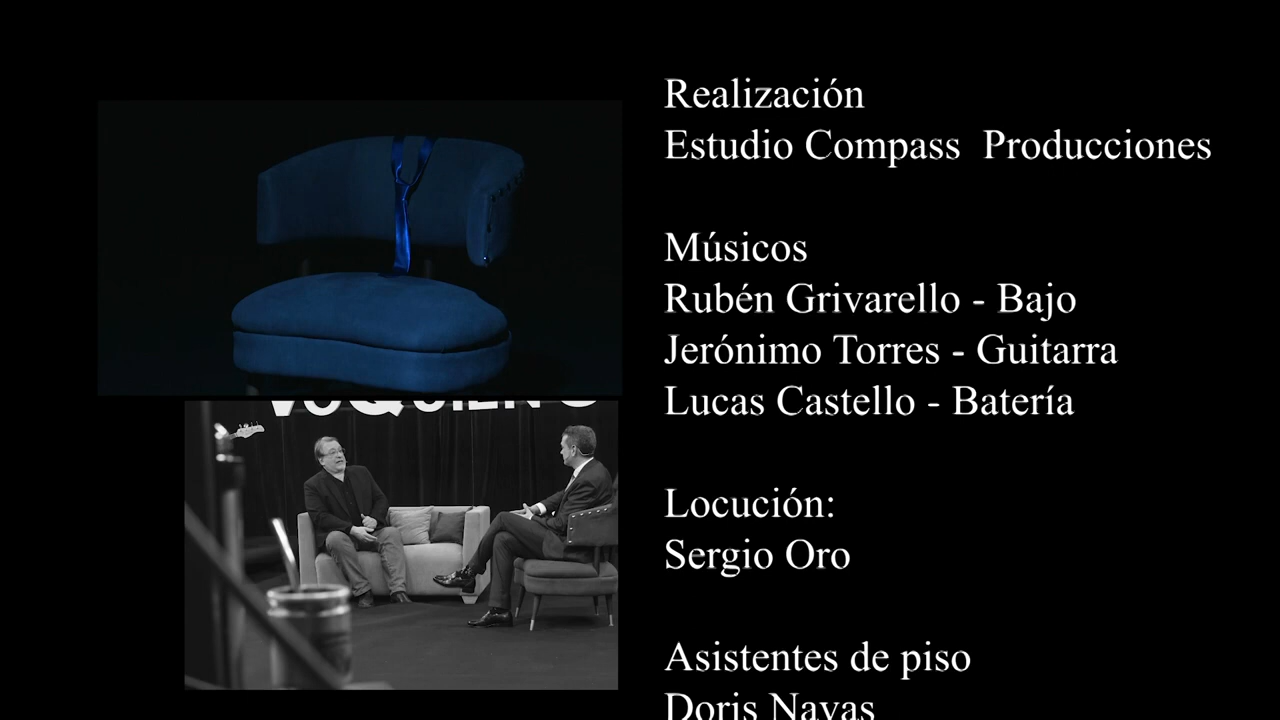 Realización
Estudio Compass Producciones
Músicos
Rubén Grivarello - Bajo
Jerónimo Torres - Guitarra
Lucas Castello - Batería
Locución:
Sergio Oro
Asistentes de piso
Doris Navas